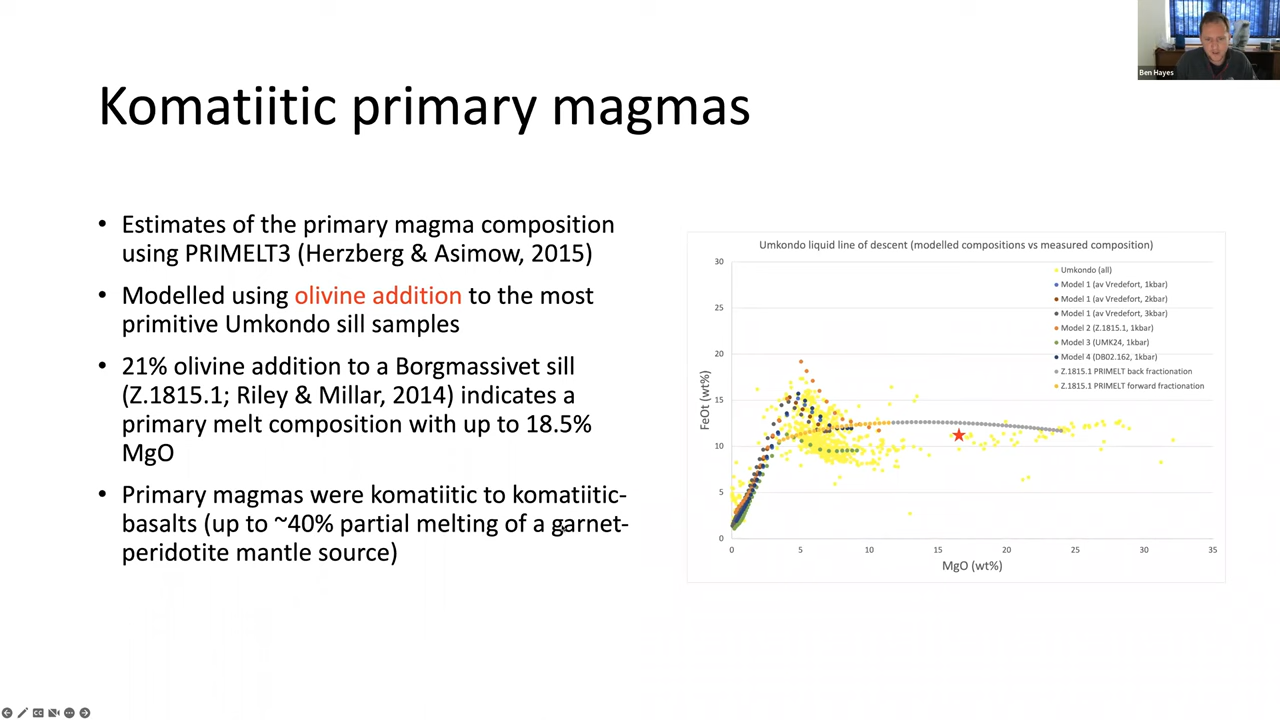 Ben Hayes
Komatiitic primary magmas
• Estimates of the primary magma composition
using PRIMELT3 (Herzberg & Asimow, 2015)
• Modelled using olivine addition to the most
primitive Umkondo sill samples
• 21% olivine addition to a Borgmassivet sill
(Z.1815.1; Riley & Millar, 2014) indicates a
primary melt composition with up to 18.5%
MgO
• Primary magmas were komatiitic to komatiitic-
basalts (up to ~40% partial melting of a garnet-
peridotite mantle source)
Umkondo liquid line of descent (modelled compositions vs measured composition)
30
25
20
15
10
5
0
FeOt (wt%)
Umkondo (all)
Model 1 (av Vredefort, 1kbar)
Model 1 (av Vredefort, 2kbar)
Model 1 (av Vredefort, 3kbar)
Model 2 (Z.1815.1, 1kbar)
Model 3 (UMK24, 1kbar)
Model 4 (DB02.162, 1kbar)
Z.1815.1 PRIMELT back fractionation
Z.1815.1 PRIMELT forward fractionation
0 5 10 15 20 25 30 35
MgO (wt%)
CC